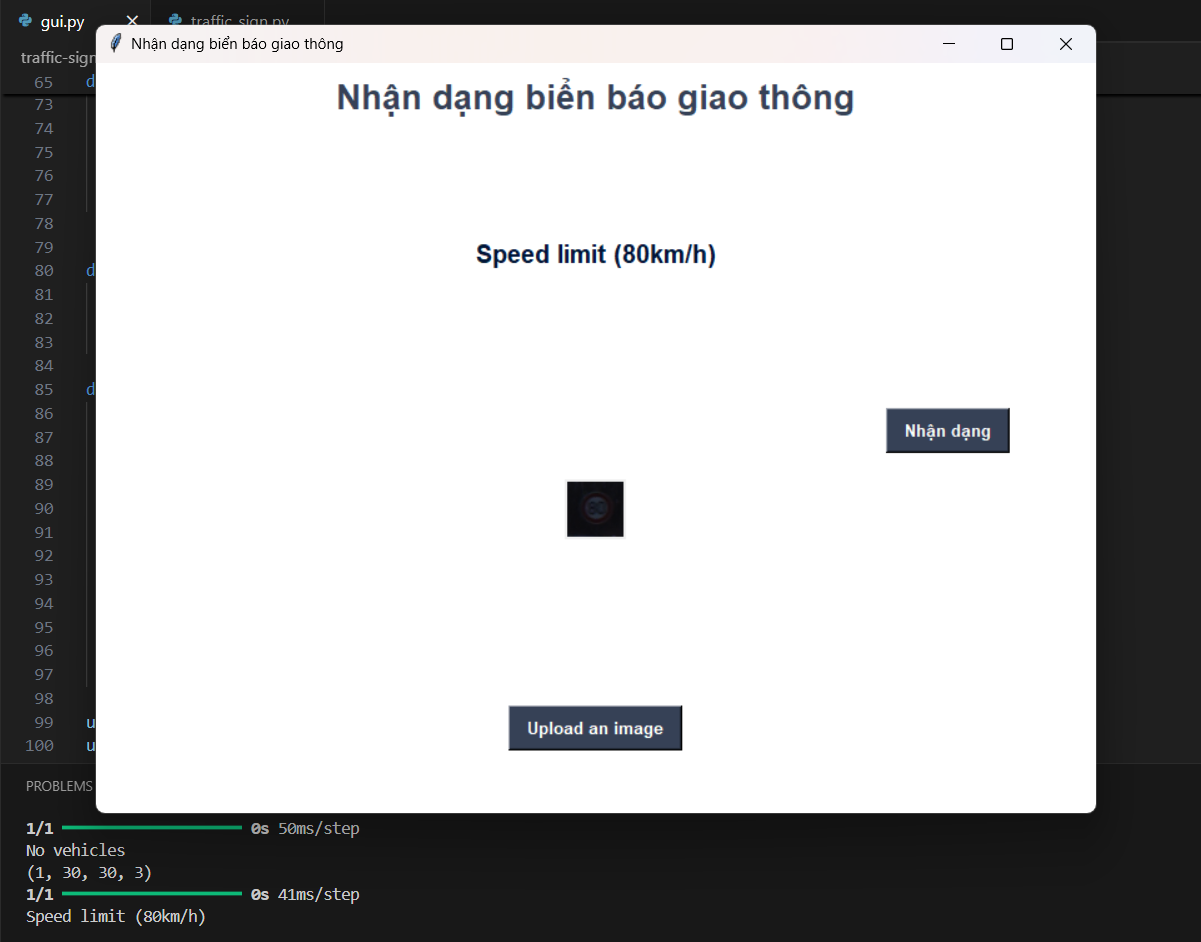 gui.py
traffic_sign.py
traffic-sign
Nhận dạng biển báo giao thông
65 d
73
74
75
76
77
78
79
80 d
81
82
83
84
85 d
86
87
88
89
90
91
92
93
94
95
96
97
98
99 u
100 u
Nhận dạng biển báo giao thông
Speed limit (80km/h)
Nhận dạng
Upload an image
PROBLEMS
1/1 0s 50ms/step
No vehicles
(1, 30, 30, 3)
1/1 0s 41ms/step
Speed limit (80km/h)